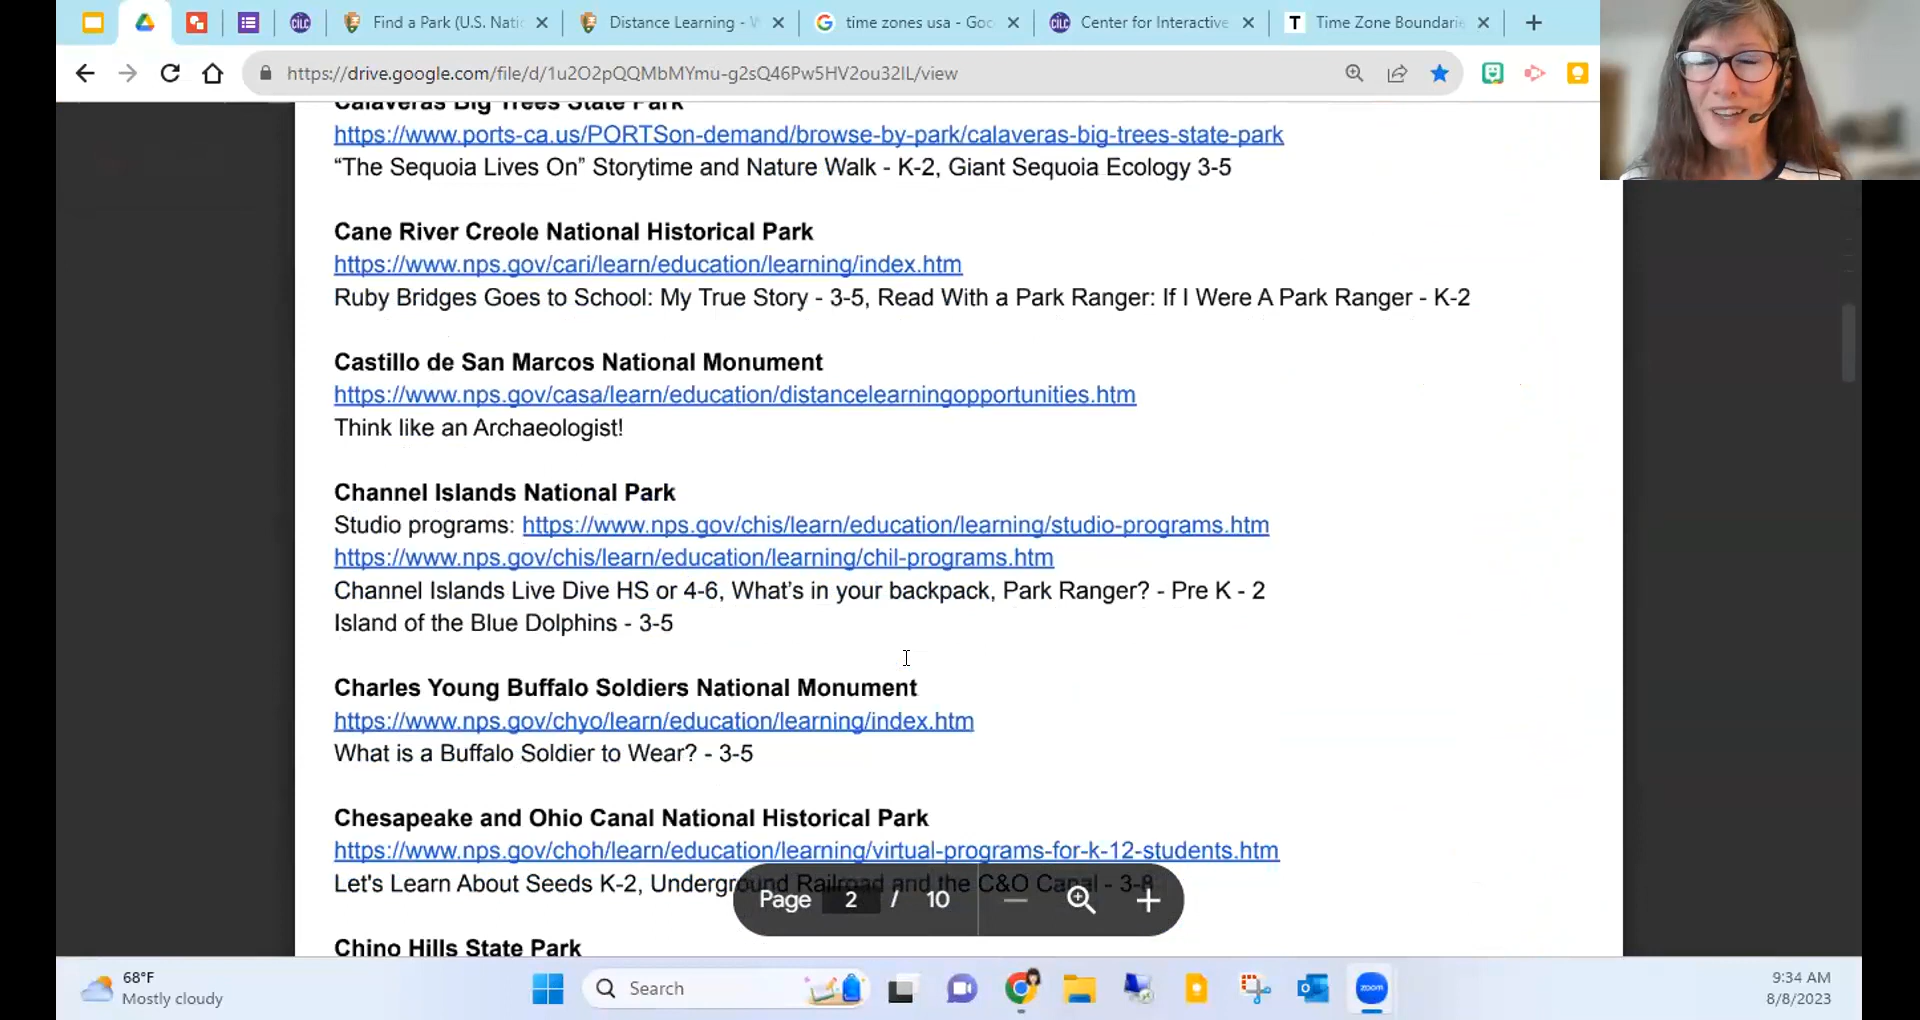 Find a Park (U.S. Nati
Distance Learning - W
time zones usa - Goo
Center for Interactive
Time Zone Boundarie
https://drive.google.com/file/d/1u2O2pQQMbMYmu-g2sQ46Pw5HV2ou32lL/view
Calaveras Big Trees State Park
https://www.ports-ca.us/PORTSon-demand/browse-by-park/calaveras-big-trees-state-park
“The Sequoia Lives On” Storytime and Nature Walk - K-2, Giant Sequoia Ecology 3-5
Cane River Creole National Historical Park
https://www.nps.gov/cari/learn/education/learning/index.htm
Ruby Bridges Goes to School: My True Story - 3-5, Read With a Park Ranger: If I Were A Park Ranger - K-2
Castillo de San Marcos National Monument
https://www.nps.gov/casa/learn/education/distancelearningopportunities.htm
Think like an Archaeologist!
Channel Islands National Park
Studio programs: https://www.nps.gov/chis/learn/education/learning/studio-programs.htm
https://www.nps.gov/chis/learn/education/learning/chil-programs.htm
Channel Islands Live Dive HS or 4-6, What’s in your backpack, Park Ranger? - Pre K - 2
Island of the Blue Dolphins - 3-5
Charles Young Buffalo Soldiers National Monument
https://www.nps.gov/chyo/learn/education/learning/index.htm
What is a Buffalo Soldier to Wear? - 3-5
Chesapeake and Ohio Canal National Historical Park
https://www.nps.gov/choh/learn/education/learning/virtual-programs-for-k-12-students.htm
Let's Learn About Seeds K-2, Underground Railroad and the C&O Canal - 3-8
Page 2 / 10
Chino Hills State Park
68°F
Mostly cloudy
Search
zoom
9:34 AM
8/8/2023